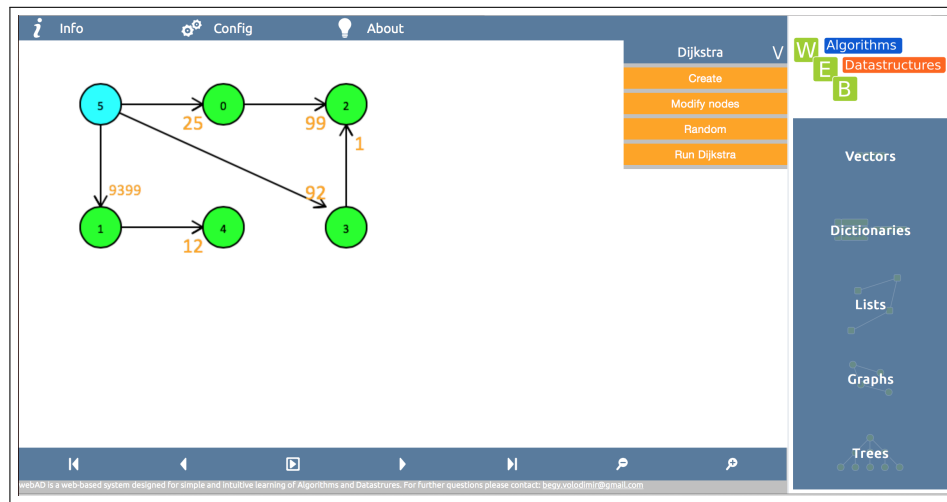 i Info
Config
About
Dijkstra V
Create
Modify nodes
Random
Run Dijkstra
W Algorithms
E Datastructures
B
Vectors
Dictionaries
Lists
Graphs
Trees
5 0 2
25 99
1
9399 92
1 4 3
12
webAD is a web-based system designed for simple and intuitive learning of Algorithms and Datastrures. For further questions please contact: begy.volodimir@gmail.com